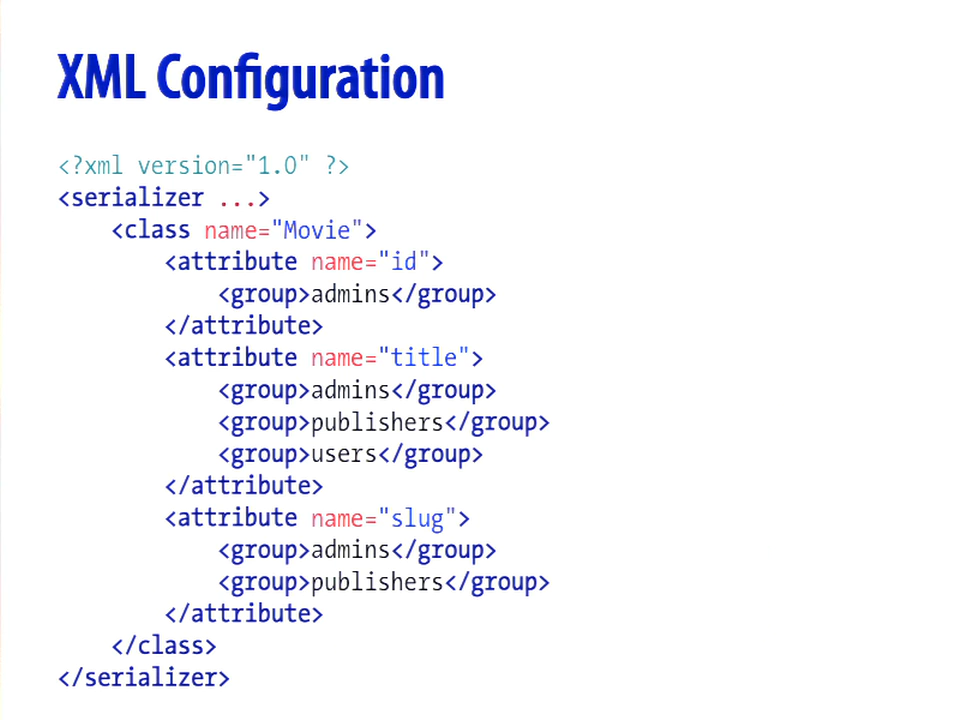 XML Configuration
<?xml version="1.0" ?>
<serializer ...>
    <class name="Movie">
        <attribute name="id">
            <group>admins</group>
        </attribute>
        <attribute name="title">
            <group>admins</group>
            <group>publishers</group>
            <group>users</group>
        </attribute>
        <attribute name="slug">
            <group>admins</group>
            <group>publishers</group>
        </attribute>
    </class>
</serializer>